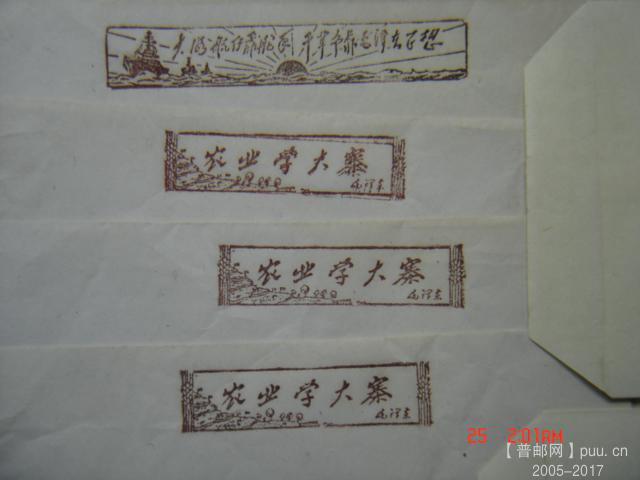 大海航行靠舵手 干革命靠毛泽东思想
农业学大寨
毛泽东
农业学大寨
毛泽东
农业学大寨
毛泽东
25 2:01AM
【普邮网】puu.cn
2005-2017